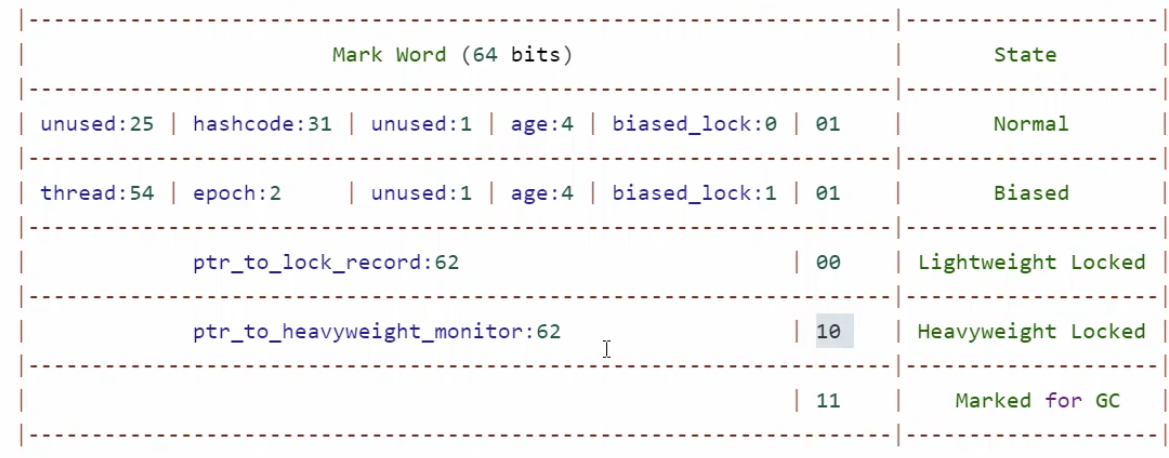 |--------------------------------------------------------------------|--------------------|
| Mark Word (64 bits) | State |
|--------------------------------------------------------------------|--------------------|
| unused:25 | hashcode:31 | unused:1 | age:4 | biased_lock:0 | 01 | Normal |
|--------------------------------------------------------------------|--------------------|
| thread:54 | epoch:2 | unused:1 | age:4 | biased_lock:1 | 01 | Biased |
|--------------------------------------------------------------------|--------------------|
| ptr_to_lock_record:62 | 00 | Lightweight Locked |
|--------------------------------------------------------------------|--------------------|
| ptr_to_heavyweight_monitor:62 | 10 | Heavyweight Locked |
|--------------------------------------------------------------------|--------------------|
| | 11 | Marked for GC |
|--------------------------------------------------------------------|--------------------|